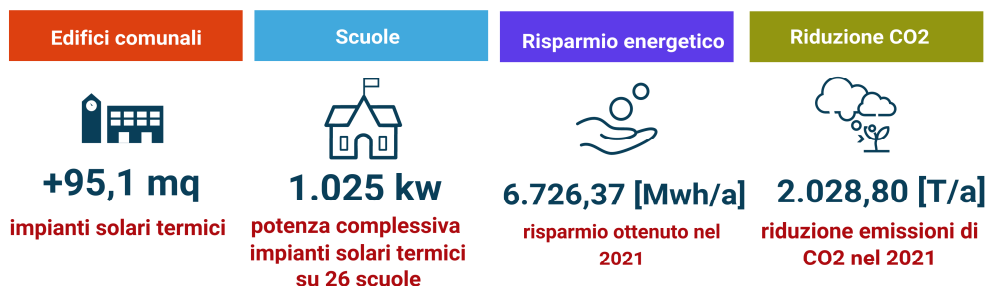 Edifici comunali
+95,1 mq
impianti solari termici
Scuole
1.025 kw
potenza complessiva
impianti solari termici
su 26 scuole
Risparmio energetico
6.726,37 [Mwh/a]
risparmio ottenuto nel
2021
Riduzione CO2
2.028,80 [T/a]
riduzione emissioni di
CO2 nel 2021